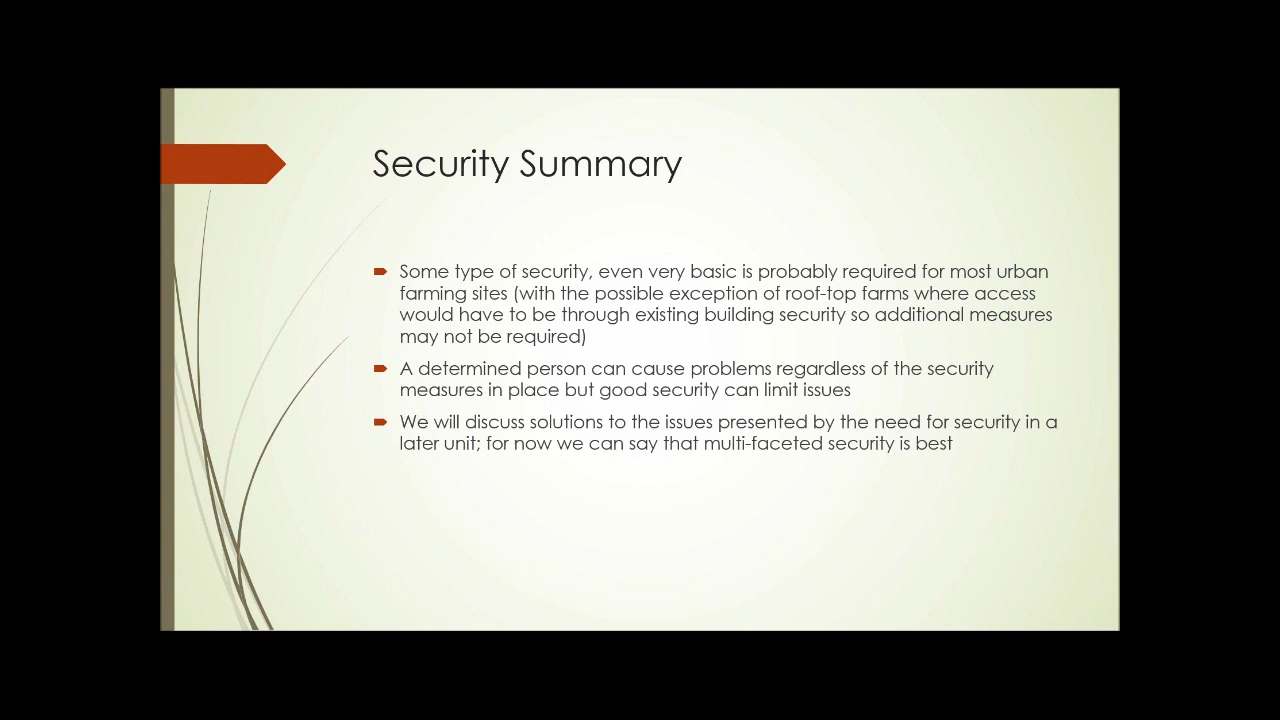 Security Summary
Some type of security, even very basic is probably required for most urban
farming sites (with the possible exception of roof-top farms where access
would have to be through existing building security so additional measures
may not be required)
A determined person can cause problems regardless of the security
measures in place but good security can limit issues
We will discuss solutions to the issues presented by the need for security in a
later unit; for now we can say that multi-faceted security is best